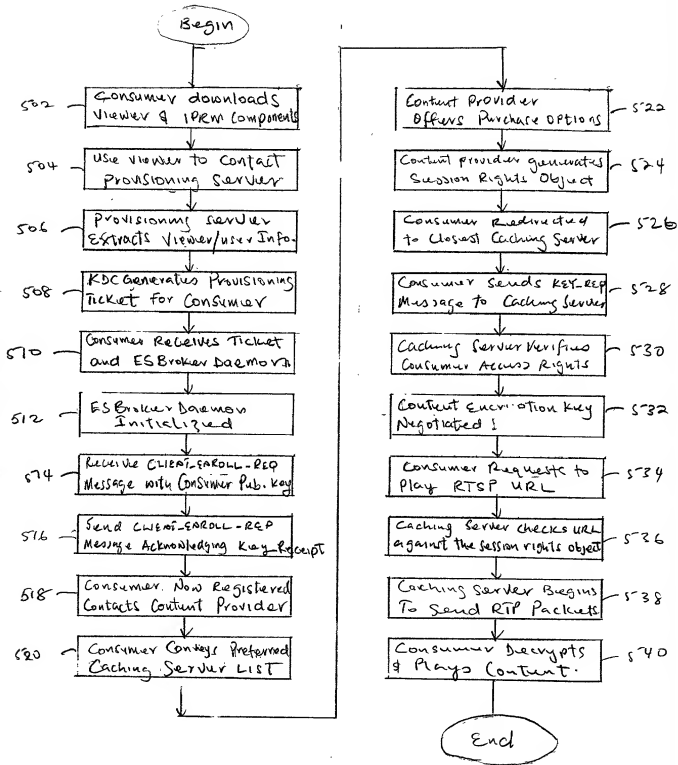 Begin
502
Consumer downloads
Viewer & IPRM Components
504
Use Viewer to Contact
Provisioning Server
506
Provisioning Server
Extracts Viewer/User Info.
508
KDC Generates Provisioning
Ticket for Consumer
510
Consumer Receives Ticket
and ESBroker Daemon
512
ESBroker Daemon
Initialized
514
Receive CLIENT-ENROLL-REQ
Message with Consumer Pub. Key
516
Send CLIENT-ENROLL-REP
Message Acknowledging Key Receipt
518
Consumer Now Registered
Contacts Content Provider
520
Consumer Conveys Preferred
Caching Server LIST
Content Provider
Offers Purchase Options
522
Content provider generates
Session Rights Object
524
Consumer Redirected
to Closest Caching Server
526
Consumer Sends KEY_REP
Message to Caching Server
528
Caching Server Verifies
Consumer Access Rights
530
Content Encryption Key
Negotiated
532
Consumer Requests to
Play RTSP URL
534
Caching Server checks URL
against the session rights object
536
Caching Server Begins
To Send RTP Packets
538
Consumer Decrypts
& Plays Content.
540
End